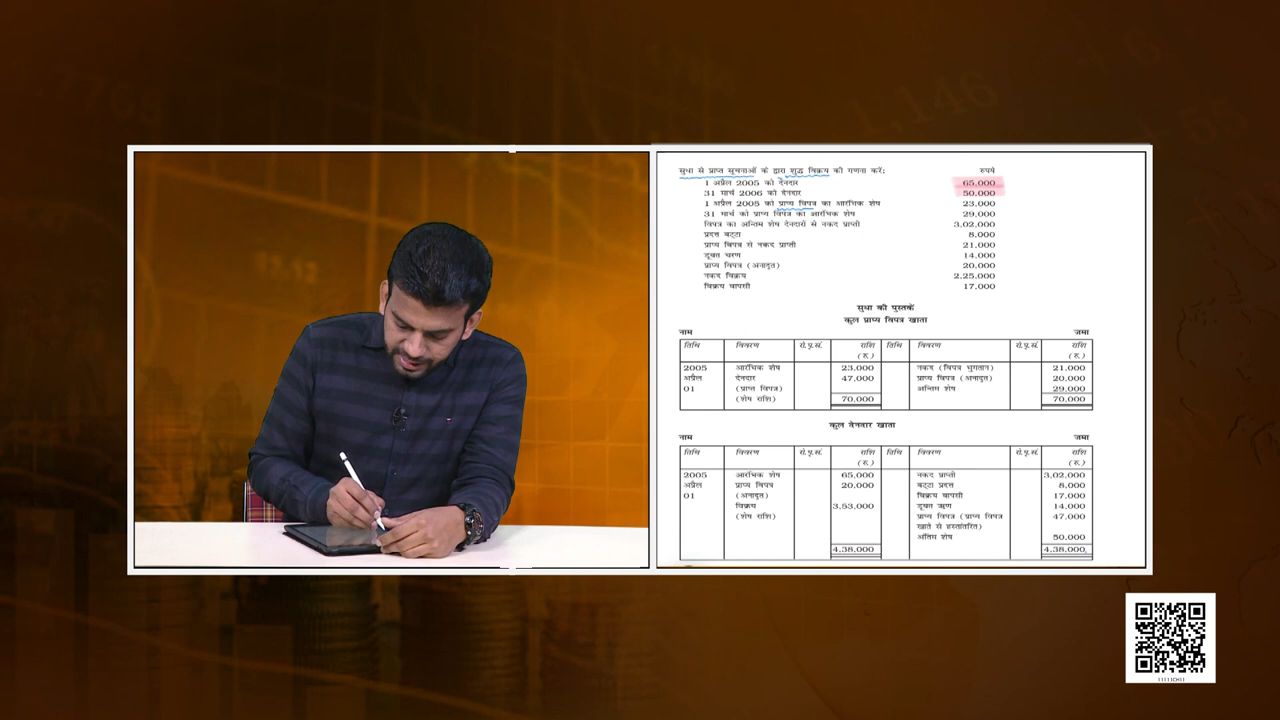 सुधा से प्राप्त सूचनाओं के द्वारा शुद्ध विक्रय की गणना करें: रुपये
1 अप्रैल 2005 को देनदार 65,000
31 मार्च 2006 को देनदार 50,000
1 अप्रैल 2005 को प्राप्य विपत्र का आरंभिक शेष 23,000
31 मार्च को प्राप्य विपत्र का आरंभिक शेष 29,000
विपत्र का अन्तिम शेष देनदारों से नकद प्राप्ती 3,02,000
प्रदत्त बट्टा 8,000
प्राप्य विपत्र से नकद प्राप्ती 21,000
डूबत चरण 14,000
प्राप्य विपत्र (अनादृत) 20,000
नकद विक्रय 2,25,000
विक्रय वापसी 17,000
सुधा की पुस्तकें
कुल प्राप्य विपत्र खाता
नाम जमा
तिथि विवरण रो.पृ.सं. राशि तिथि विवरण रो.पृ.सं. राशि
(रु.) (रु.)
2005 आरंभिक शेष 23,000 नकद (विपत्र भुगतान) 21,000
अप्रैल देनदार 47,000 प्राप्य विपत्र (अनादृत) 20,000
01 (प्राप्त विपत्र) अन्तिम शेष 29,000
(शेष राशि) 70,000 70,000
कुल देनदार खाता
नाम जमा
तिथि विवरण रो.पृ.सं. राशि तिथि विवरण रो.पृ.सं. राशि
(रु.) (रु.)
2005 आरंभिक शेष 65,000 नकद प्राप्ती 3,02,000
अप्रैल प्राप्य विपत्र 20,000 बट्टा प्रदत्त 8,000
01 (अनादृत) विक्रय वापसी 17,000
विक्रय 3,53,000 डूबत ऋण 14,000
(शेष राशि) प्राप्य विपत्र (प्राप्य विपत्र 47,000
खाते से हस्तांतरित)
अंतिम शेष 50,000
4,38,000 4,38,000
1,146
+ 6
+ 55